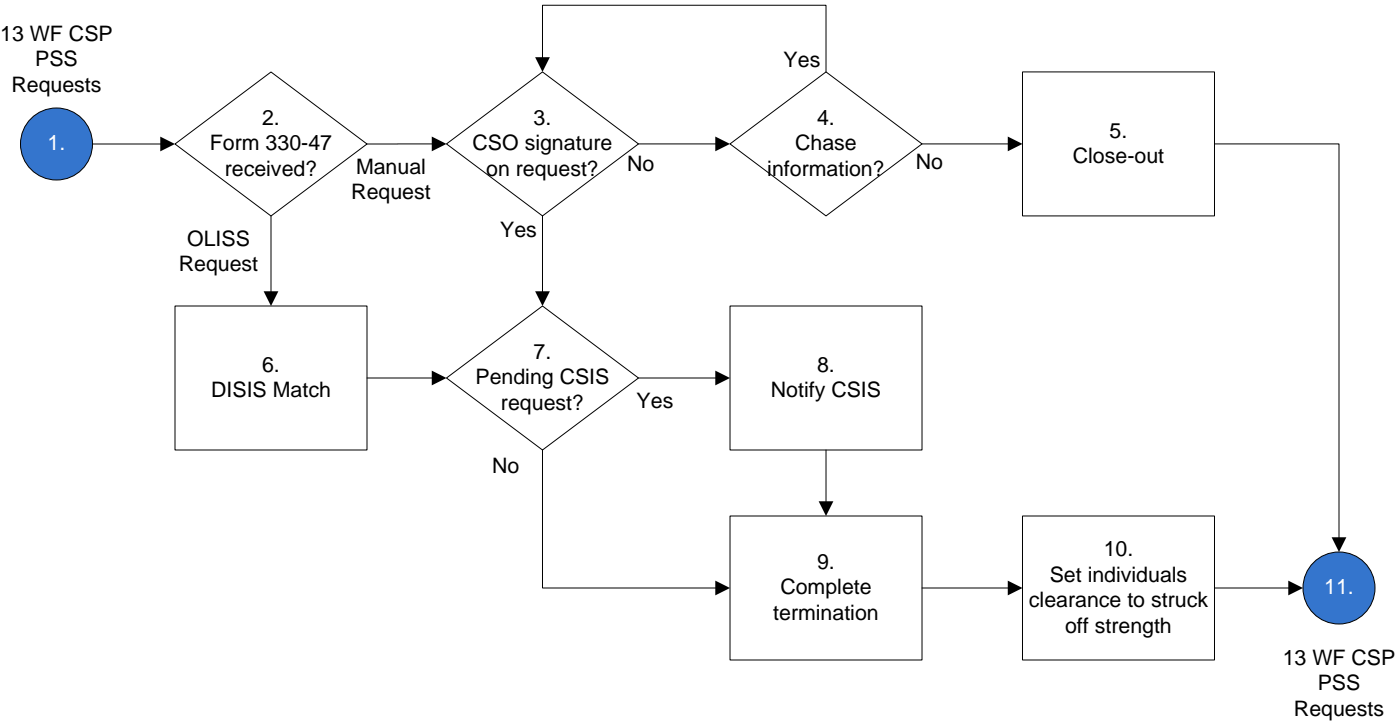 13 WF CSP
PSS
Requests
1.
2.
Form 330-47
received?
Manual
Request
OLISS
Request
3.
CSO signature
on request?
No
Yes
4.
Chase
information?
Yes
No
5.
Close-out
6.
DISIS Match
7.
Pending CSIS
request?
Yes
No
8.
Notify CSIS
9.
Complete
termination
10.
Set individuals
clearance to struck
off strength
11.
13 WF CSP
PSS
Requests